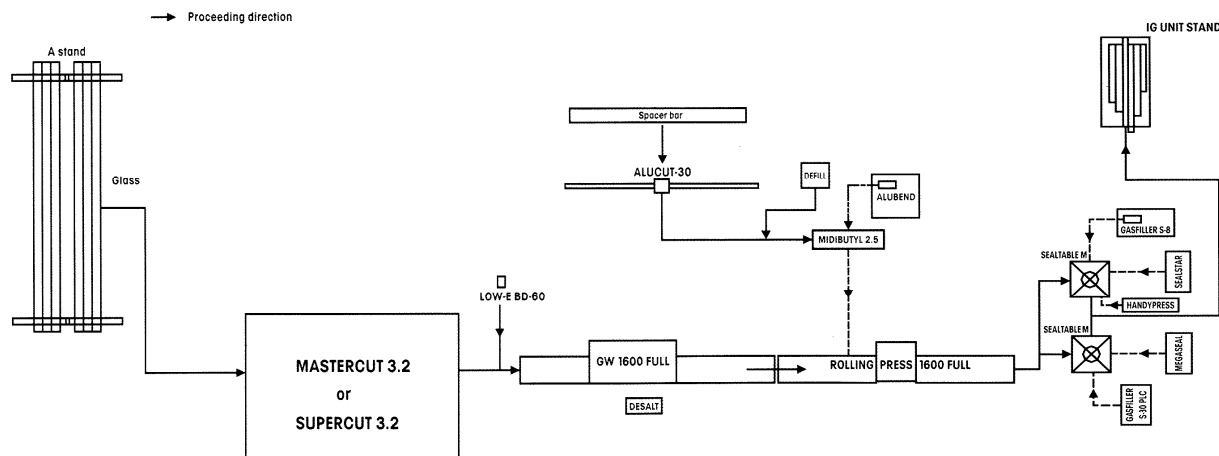 Proceeding direction
A stand
Glass
IG UNIT STAND
Spacer bar
ALUCUT-30
DEFILL
ALUBEND
MIDIBUTYL 2.5
GASFILLER S-8
SEALTABLE M
SEALSTAR
HANDYPRESS
LOW-E BD-60
SEALTABLE M
MEGASEAL
MASTERCUT 3.2
or
SUPERCUT 3.2
GW 1600 FULL
ROLLING PRESS 1600 FULL
DESALT
GASFILLER
S-30 PLC